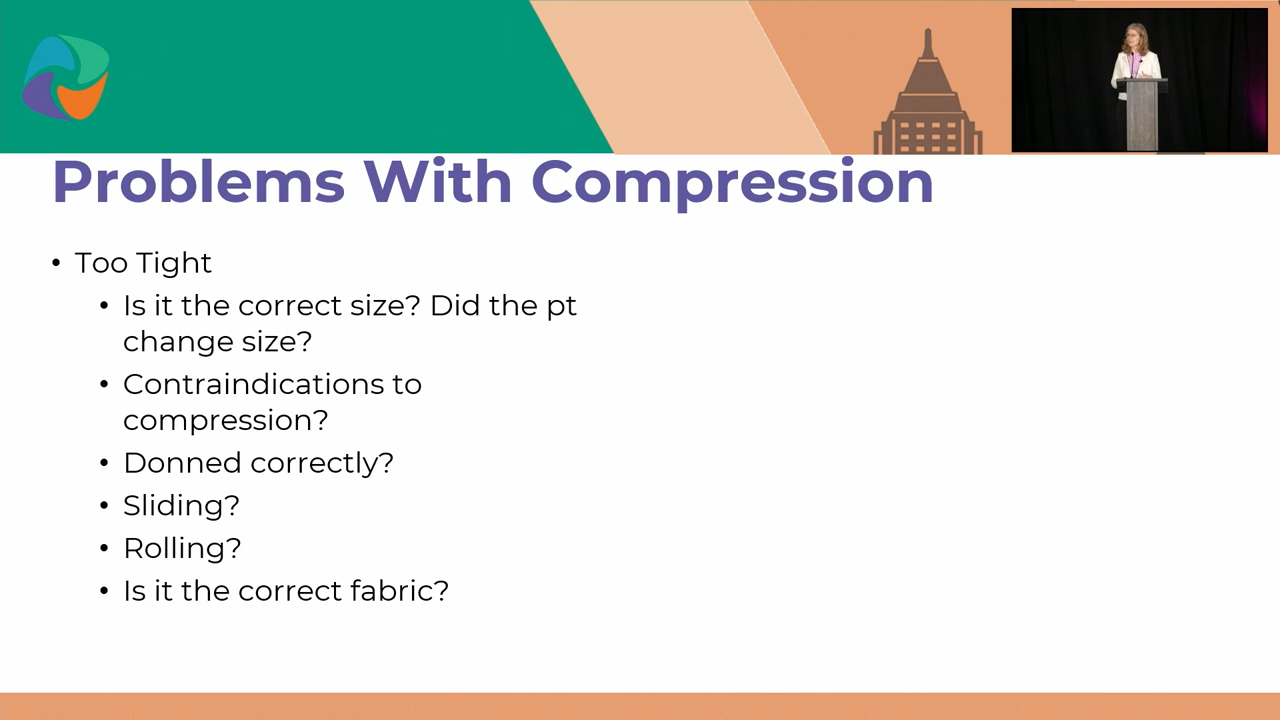 Problems With Compression
• Too Tight
• Is it the correct size? Did the pt
change size?
• Contraindications to
compression?
• Donned correctly?
• Sliding?
• Rolling?
• Is it the correct fabric?